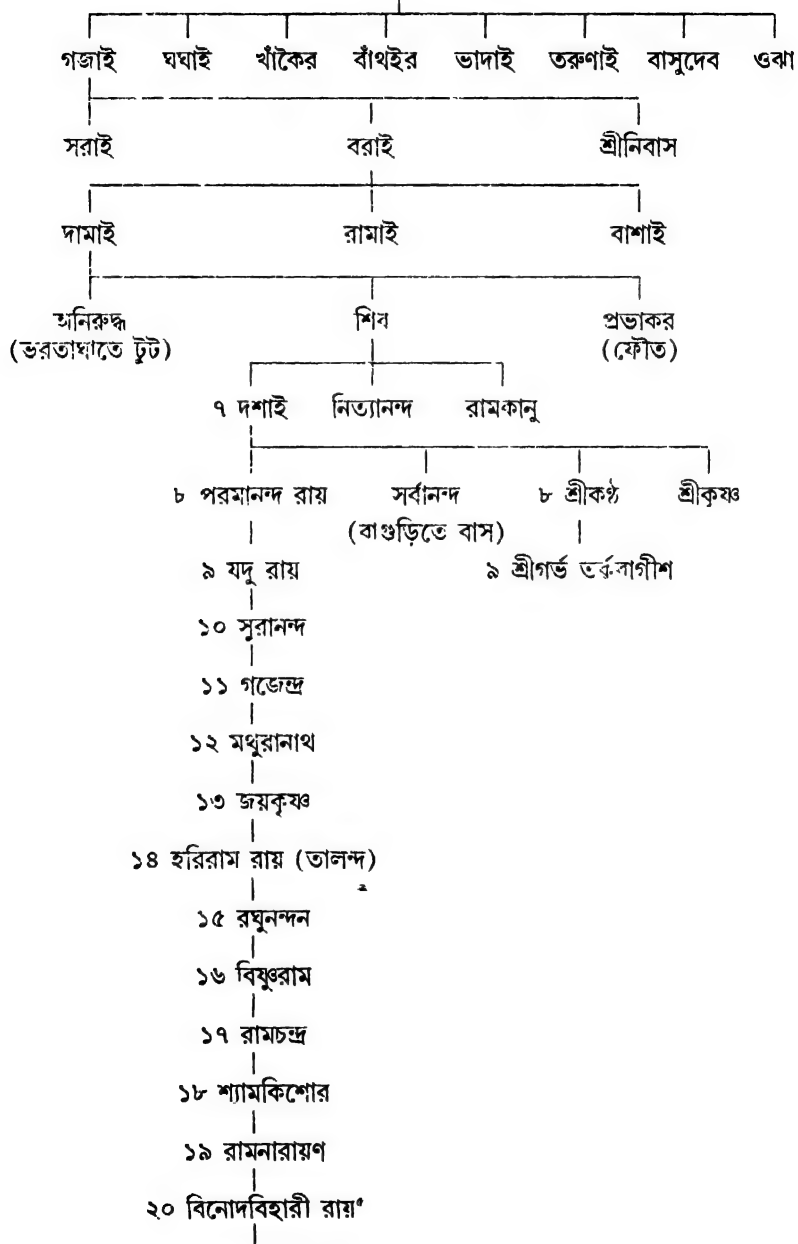 গজাই ঘঘাই খাঁকৈর বাঁথইর ভাদাই তরুণাই বাসুদেব ওঝা
সরাই বরাই শ্রীনিবাস
দামাই রামাই বাশাই
অনিরুদ্ধ শিব প্রভাকর
(ভরতাঘাতে টুট) (ফৌত)
৭ দশাই নিত্যানন্দ রামকানু
৮ পরমানন্দ রায় সর্বানন্দ ৮ শ্রীকণ্ঠ শ্রীকৃষ্ণ
(বাগুড়িতে বাস)
৯ যদু রায় ৯ শ্রীগর্ভ তর্কবাগীশ
১০ সুরানন্দ
১১ গজেন্দ্র
১২ মথুরানাথ
১৩ জয়কৃষ্ণ
১৪ হরিরাম রায় (তালন্দ)
১৫ রঘুনন্দন
১৬ বিষ্ণুরাম
১৭ রামচন্দ্র
১৮ শ্যামকিশোর
১৯ রামনারায়ণ
২০ বিনোদবিহারী রায়